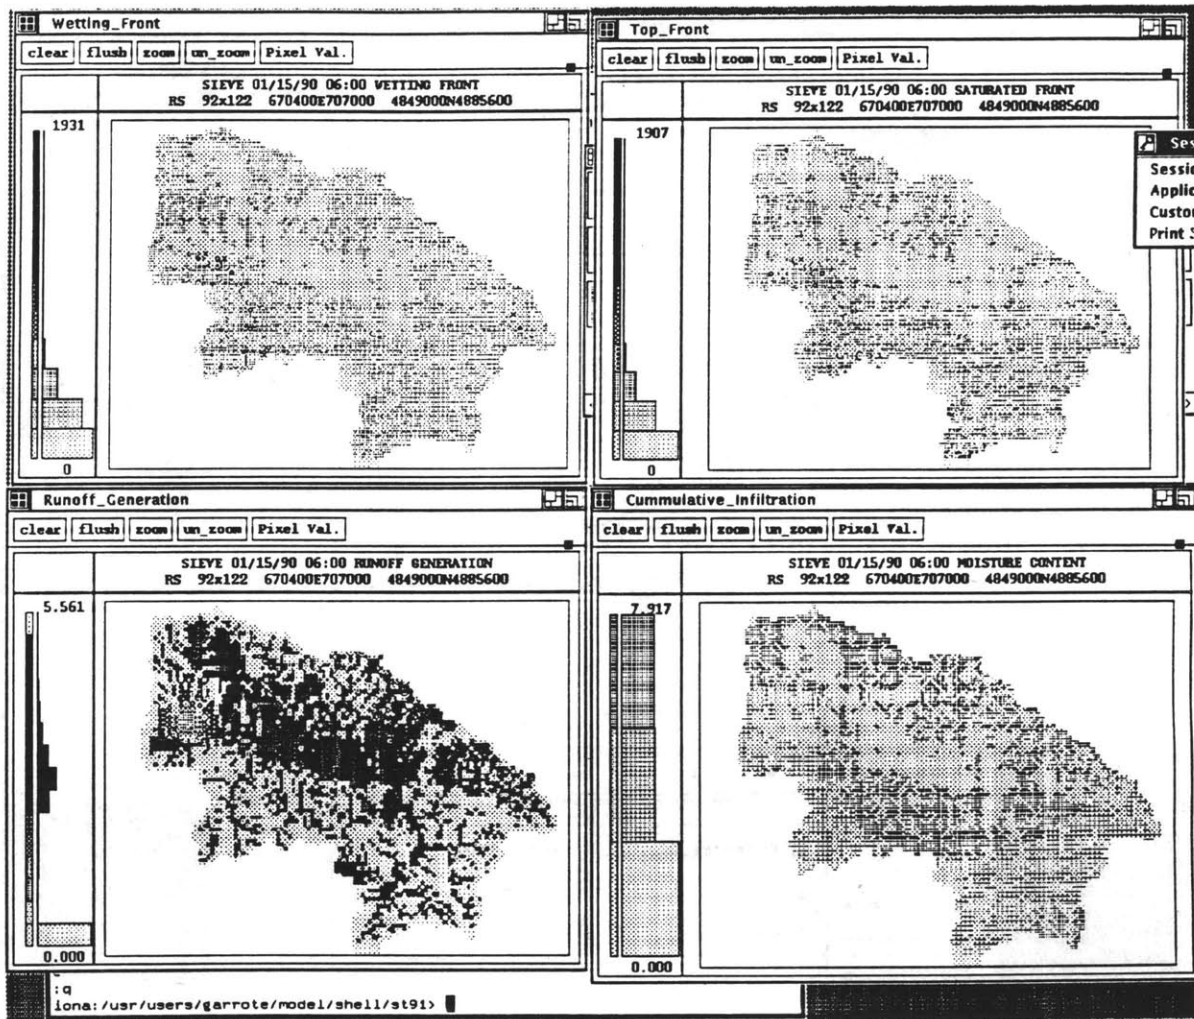 Wetting_Front
clear flush zoom un_zoom Pixel Val.
SIEVE 01/15/90 06:00 WETTING FRONT
RS 92x122 670400E707000 4849000N4885600
1931
0
Top_Front
clear flush zoom un_zoom Pixel Val.
SIEVE 01/15/90 06:00 SATURATED FRONT
RS 92x122 670400E707000 4849000N4885600
1907
0
Ses
Sessio
Applic
Custon
Print S
Runoff_Generation
clear flush zoom un_zoom Pixel Val.
SIEVE 01/15/90 06:00 RUNOFF GENERATION
RS 92x122 670400E707000 4849000N4885600
5.561
0.000
Cummulative_Infiltration
clear flush zoom un_zoom Pixel Val.
SIEVE 01/15/90 06:00 MOISTURE CONTENT
RS 92x122 670400E707000 4849000N4885600
7.917
0.000
:q
iona:/usr/users/garrote/model/shell/st91>